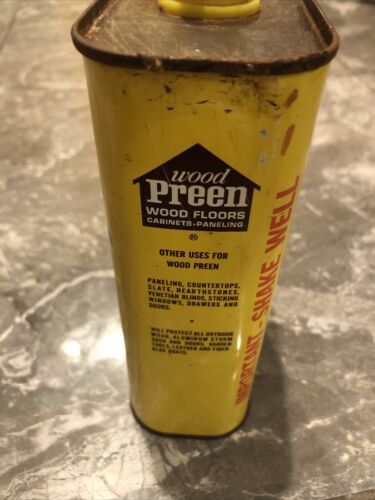 wood
Preen
WOOD FLOORS
CABINETS-PANELING
®
OTHER USES FOR
WOOD PREEN
PANELING, COUNTERTOPS,
SLATE, HEARTHSTONES,
VENETIAN BLINDS, STICKING
WINDOWS, DRAWERS AND
DOORS.
WILL PROTECT ALL OUTDOOR
WOOD, ALUMINUM STORM
SASH AND DOORS, GARDEN
TOOLS, LEATHER AND FIBER-
GLAS BOATS.
IMPORTANT - SHAKE WELL